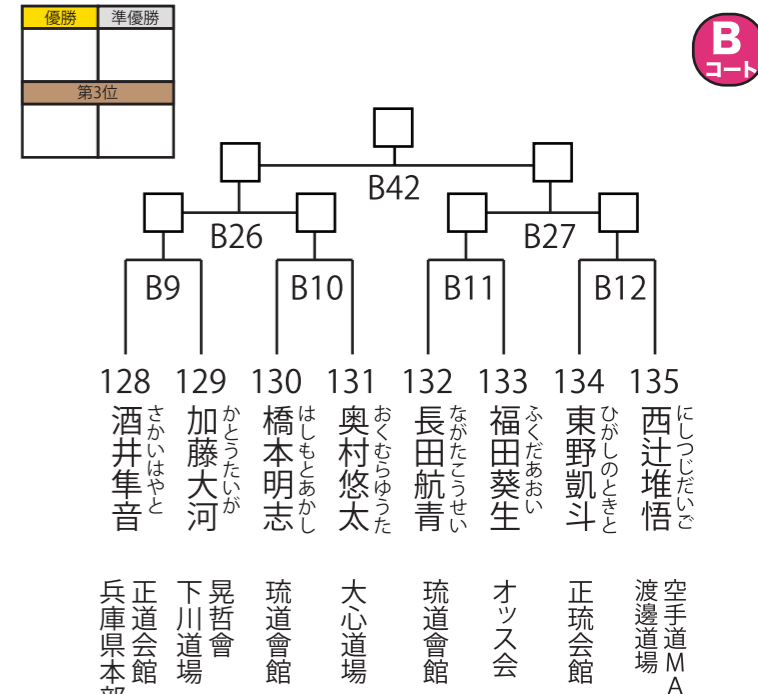 優勝
準優勝
第3位
B
コート
B42
B26
B27
B9
B10
B11
B12
128
129
130
131
132
133
134
135
酒井隼音
さかいはやと
加藤大河
かとうたいが
橋本明志
はしもとあかし
奥村悠太
おくむらゆうた
長田航青
ながたこうせい
福田葵生
ふくだあおい
東野凱斗
ひがしのときと
西辻堆悟
にしつじだいご
正道会館
兵庫県本部
晃哲會
下川道場
琉道會館
大心道場
琉道會館
オッス会
正琉会館
空手道MA
渡邊道場